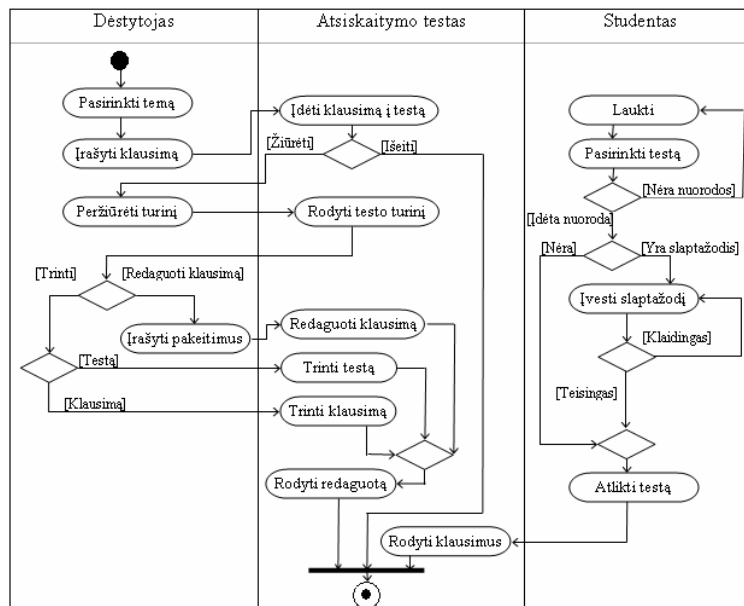 Dėstytojas
Atsiskaitymo testas
Studentas
Pasirinkti temą
Įrašyti klausimą
Įdėti klausimą į testą
Laukti
Pasirinkti testą
[Žiūrėti]
[Išeiti]
[Nėra nuorodos]
Peržiūrėti turinį
Rodyti testo turinį
[Įdėta nuoroda]
[Nėra]
[Yra slaptažodis]
[Trinti]
[Redaguoti klausimą]
Įvesti slaptažodį
Įrašyti pakeitimus
Redaguoti klausimą
[Klaidingas]
[Testą]
Trinti testą
[Klausimą]
Trinti klausimą
[Teisingas]
Rodyti redaguotą
Atlikti testą
Rodyti klausimus